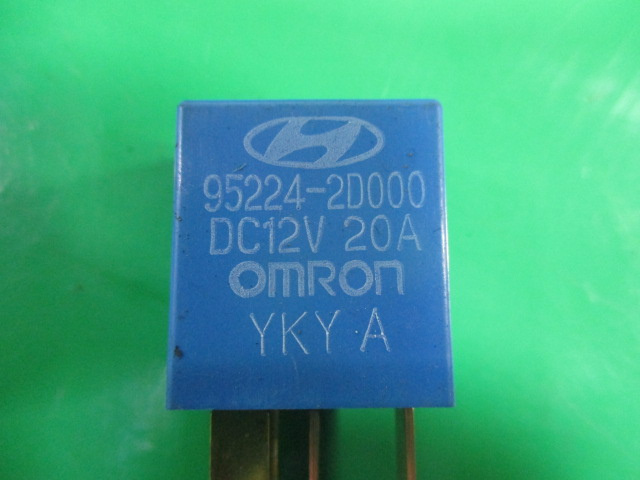 95224-2D000
DC12V 20A
OMRON
YKY A